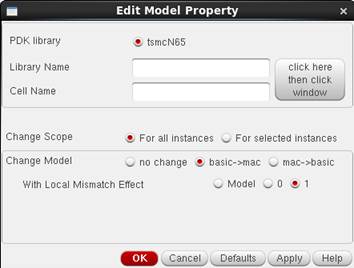 Edit Model Property
PDK library
tsmcN65
Library Name
click here
then click
window
Cell Name
Change Scope
For all instances
For selected instances
Change Model
no change
basic->mac
mac->basic
With Local Mismatch Effect
Model
0
1
OK
Cancel
Defaults
Apply
Help